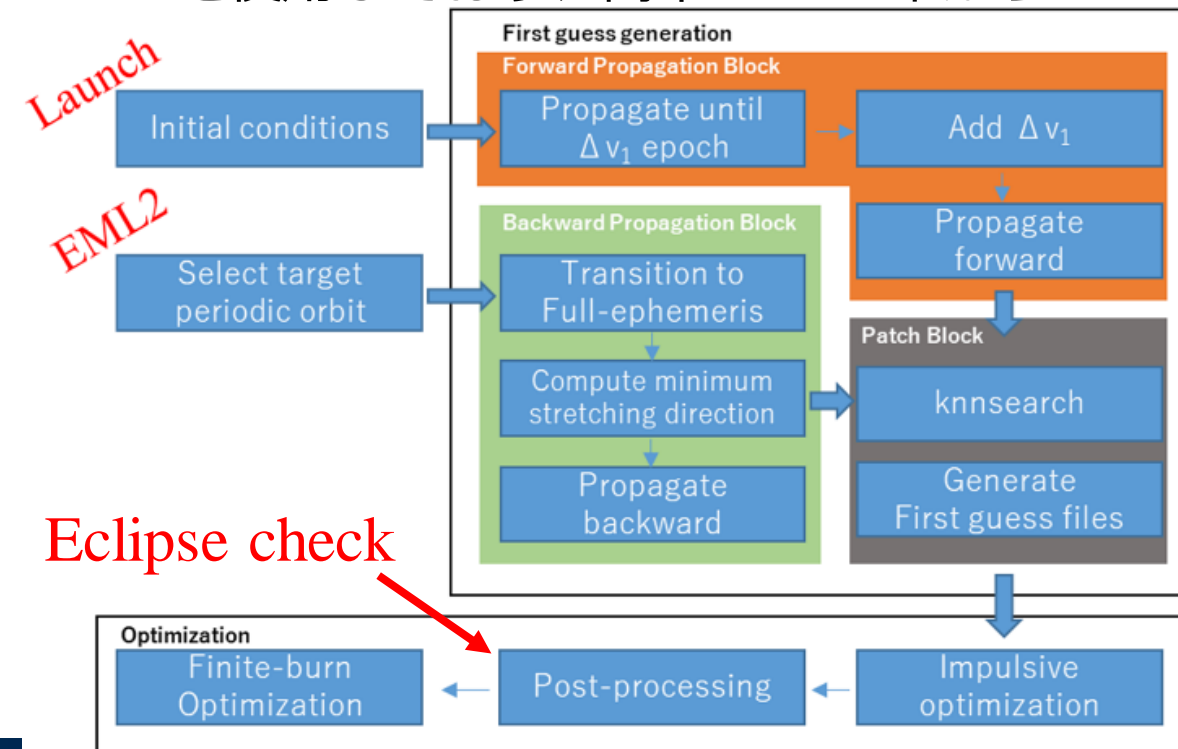 First guess generation
Forward Propagation Block
Launch
Initial conditions
Propagate until
Δv₁ epoch
Add Δv₁
Propagate
forward
EML2
Select target
periodic orbit
Backward Propagation Block
Transition to
Full-ephemeris
Compute minimum
stretching direction
Propagate
backward
Patch Block
knnsearch
Generate
First guess files
Eclipse check
Optimization
Finite-burn
Optimization
Post-processing
Impulsive
optimization